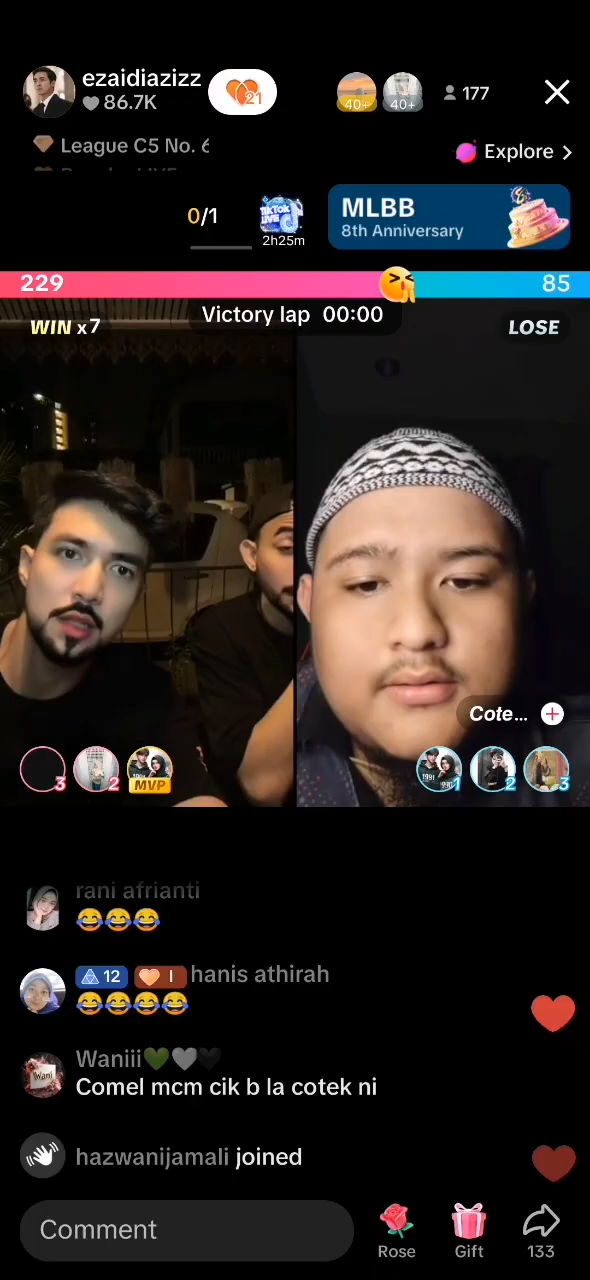 ezaidiazizz
86.7K
21
40+
40+
177
League C5 No. 6
Explore
0/1
TIKTOK LIVE
2h25m
MLBB
8th Anniversary
229
85
Victory lap 00:00
WIN x7
LOSE
Cote...
3
2
MVP
1
2
3
rani afrianti
😂😂😂
12
I
hanis athirah
😂😂😂😂
Waniii💚🤍🖤
Comel mcm cik b la cotek ni
hazwanijamali joined
Comment
Rose
Gift
133